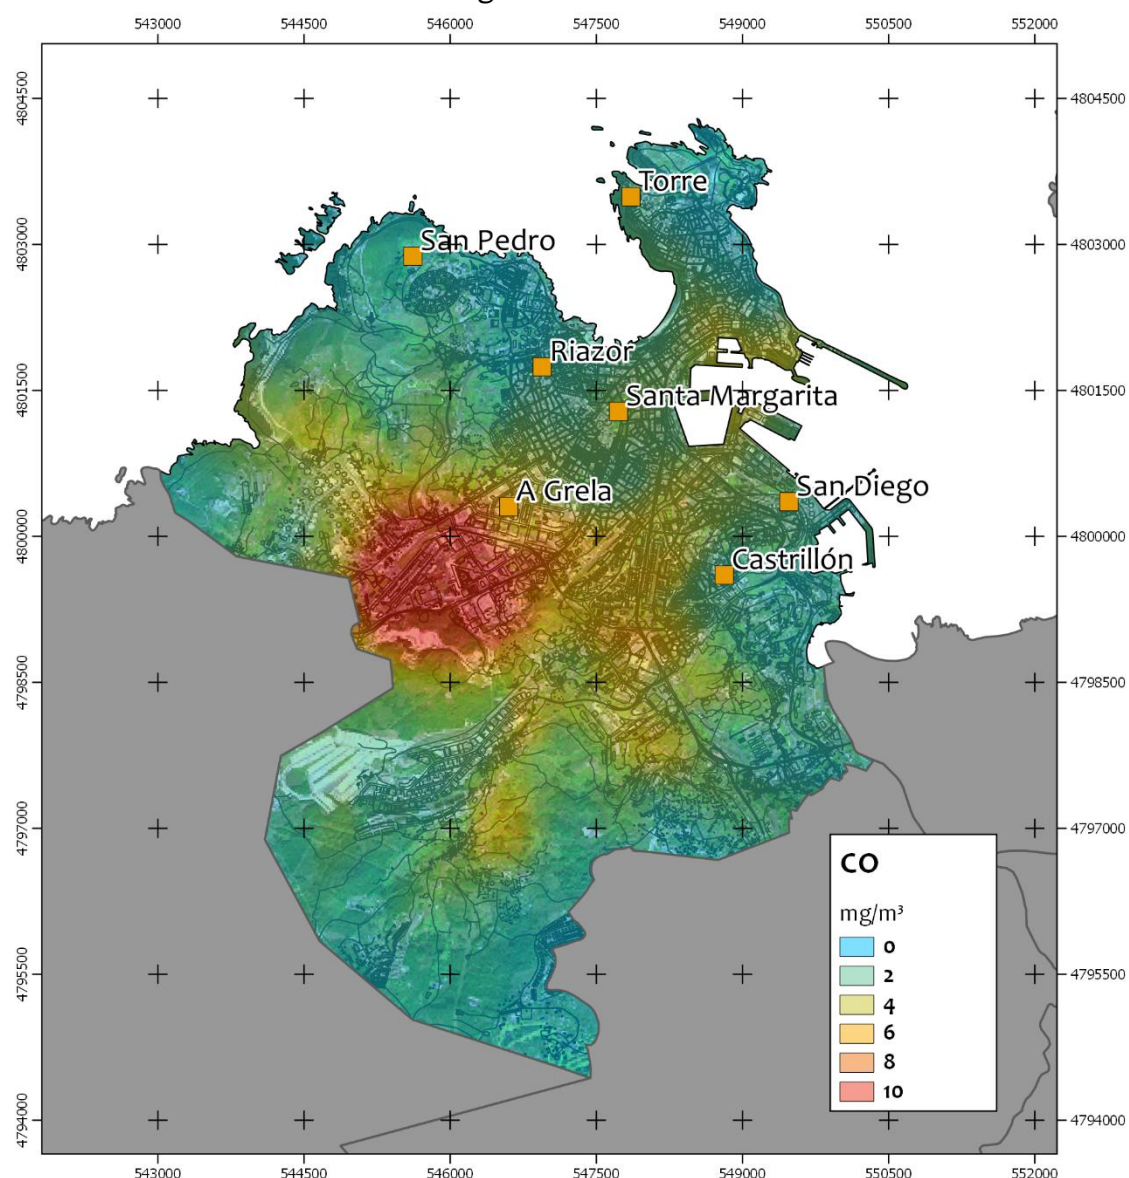 543000 544500 546000 547500 549000 550500 552000
4804500 4804500
Torre
4803000 San Pedro 4803000
Riazor
4801500 Santa Margarita 4801500
A Grela San Diego
4800000 4800000
Castrillón
4798500 4798500
4797000 4797000
CO
mg/m³
0
2
4
6
8
10
4795500 4795500
4794000 4794000
543000 544500 546000 547500 549000 550500 552000